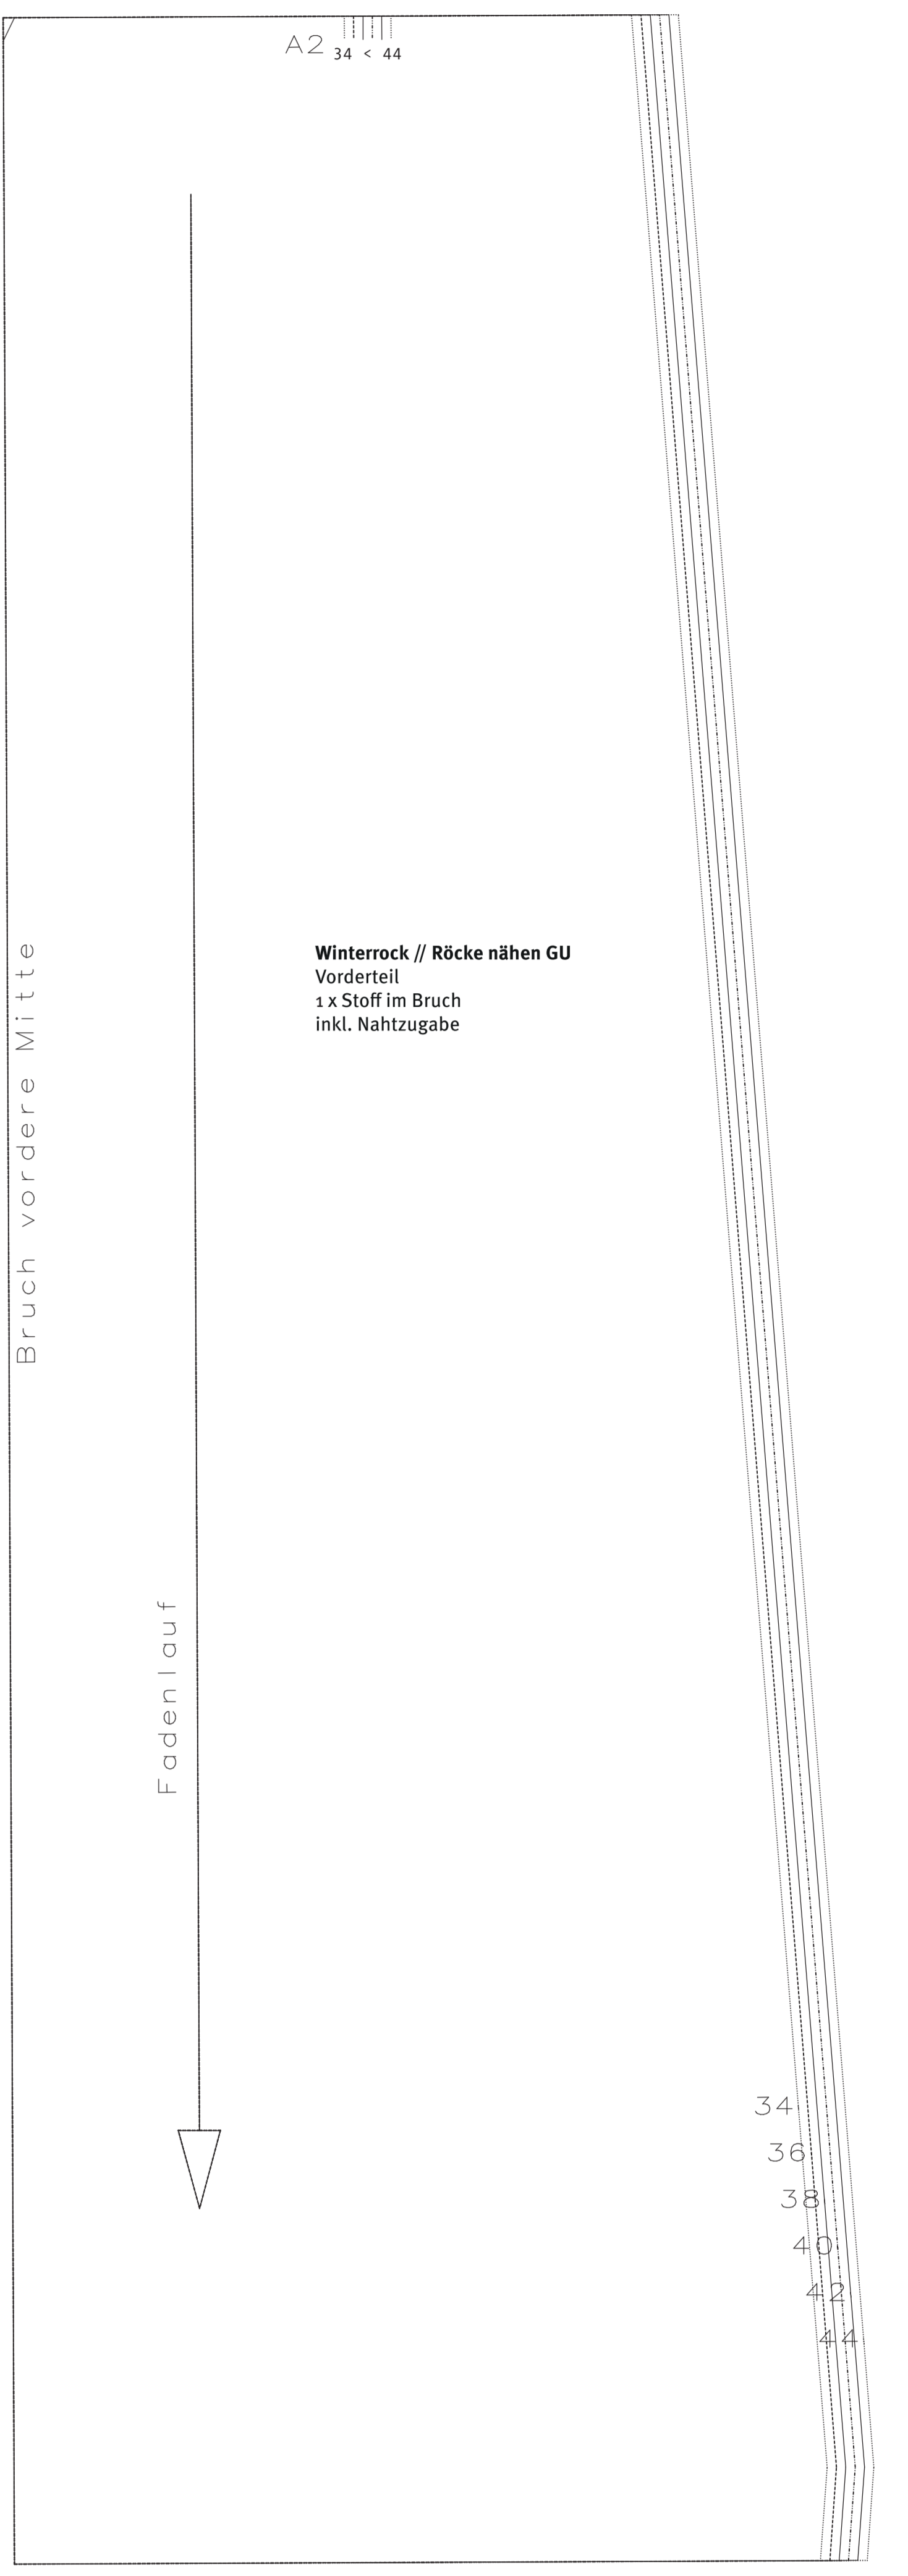 A2
34 < 44
Winterrock // Röcke nähen GU
Vorderteil
1 x Stoff im Bruch
inkl. Nahtzugabe
Bruch vordere Mitte
Fadenlauf
34
36
38
40
42
44